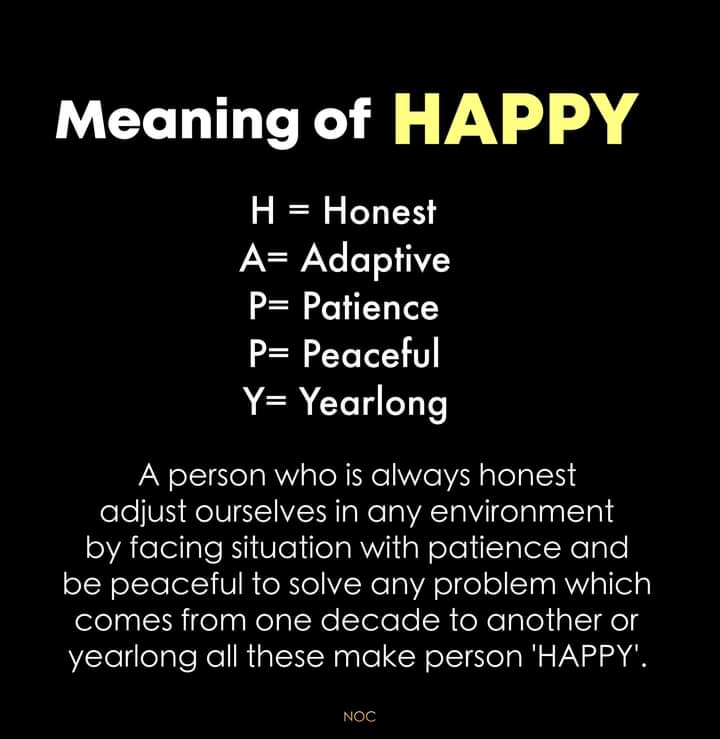 Meaning of HAPPY
H = Honest
A= Adaptive
P= Patience
P= Peaceful
Y= Yearlong
A person who is always honest
adjust ourselves in any environment
by facing situation with patience and
be peaceful to solve any problem which
comes from one decade to another or
yearlong all these make person 'HAPPY'.
NOC